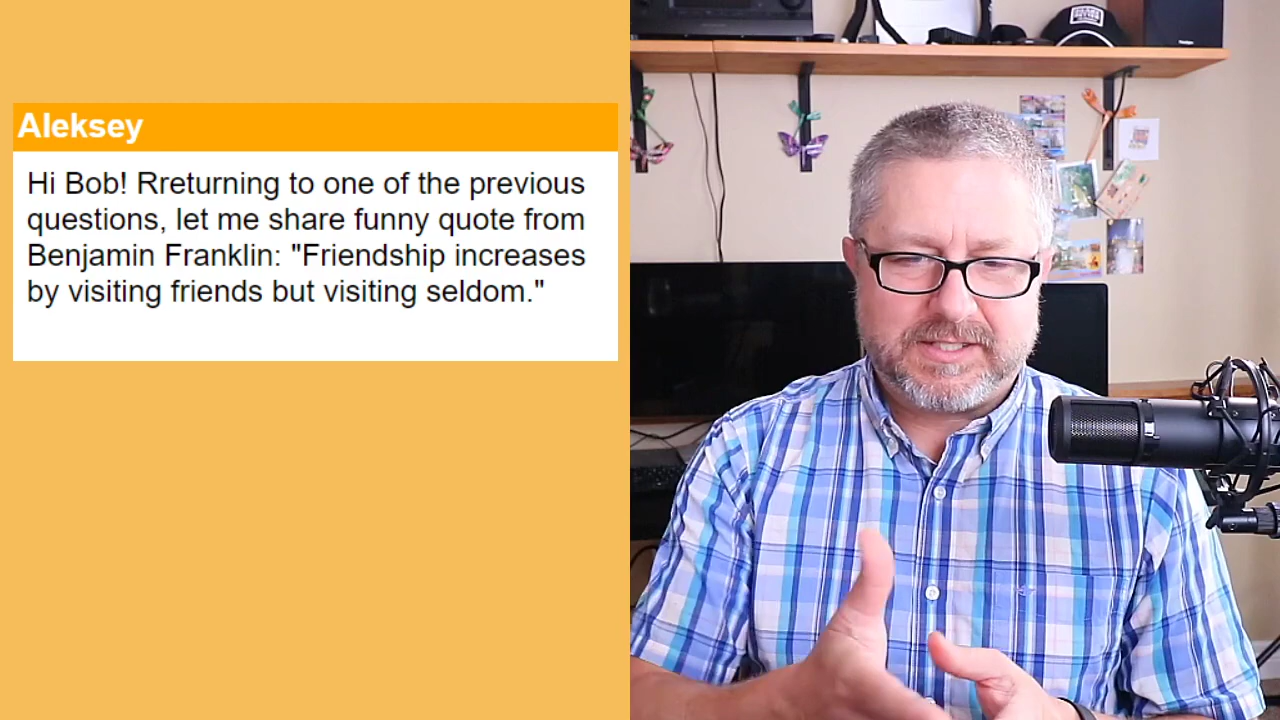 Aleksey
Hi Bob! Rreturning to one of the previous
questions, let me share funny quote from
Benjamin Franklin: "Friendship increases
by visiting friends but visiting seldom."